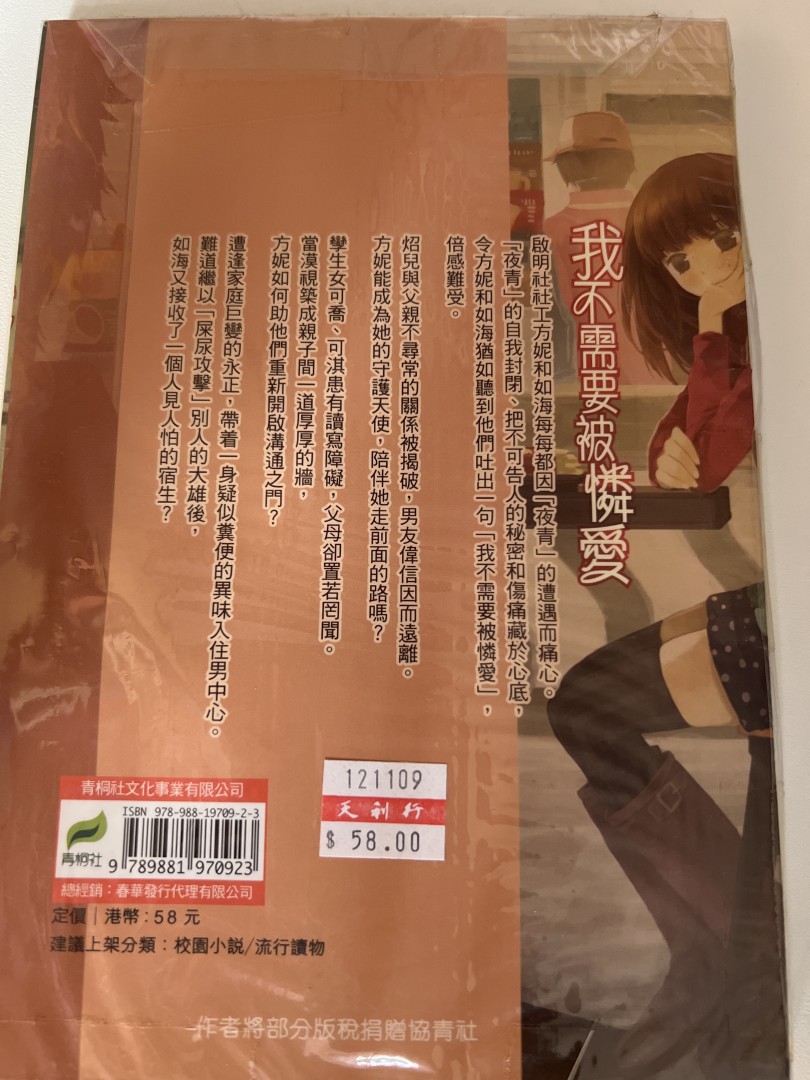 我不需要被憐愛
啟明社社工方妮和如海每每都因「夜青」的遭遇而痛心。
「夜青」的自我封閉、把不可告人的秘密和傷痛藏於心底，
令方妮和如海猶如聽到他們吐出一句「我不需要被憐愛」，
倍感難受。
炤兒與父親不尋常的關係被揭破，男友偉信因而遠離。
方妮能成為她的守護天使，陪伴她走前面的路嗎？
孿生女可喬、可淇患有讀寫障礙，父母卻置若罔聞。
當漠視築成親子間一道厚厚的牆，
方妮如何助他們重新開啟溝通之門？
遭逢家庭巨變的永正，帶着一身疑似糞便的異味入住男中心。
難道繼以「屎尿攻擊」別人的大雄後，
如海又接收了一個人見人怕的宿生？
121109
天利行
$ 58.00
青桐社文化事業有限公司
ISBN 978-988-19709-2-3
青桐社
9 789881 970923
總經銷：春華發行代理有限公司
定價｜港幣：58 元
建議上架分類：校園小説/流行讀物
作者將部分版稅捐贈協青社